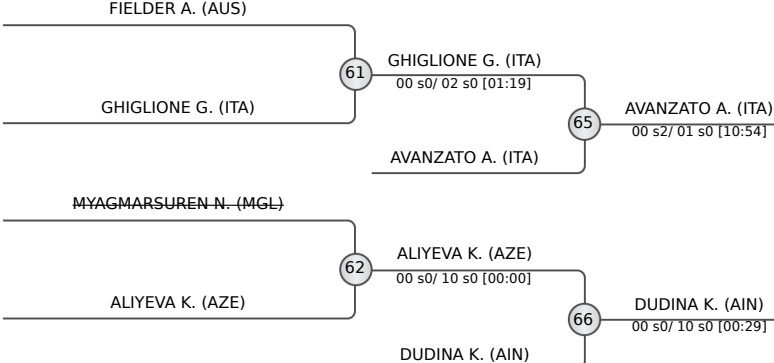 FIELDER A. (AUS)
61
GHIGLIONE G. (ITA)
00 s0/ 02 s0 [01:19]
GHIGLIONE G. (ITA)
65
AVANZATO A. (ITA)
00 s2/ 01 s0 [10:54]
AVANZATO A. (ITA)
MYAGMARSUREN N. (MGL)
62
ALIYEVA K. (AZE)
00 s0/ 10 s0 [00:00]
ALIYEVA K. (AZE)
66
DUDINA K. (AIN)
00 s0/ 10 s0 [00:29]
DUDINA K. (AIN)